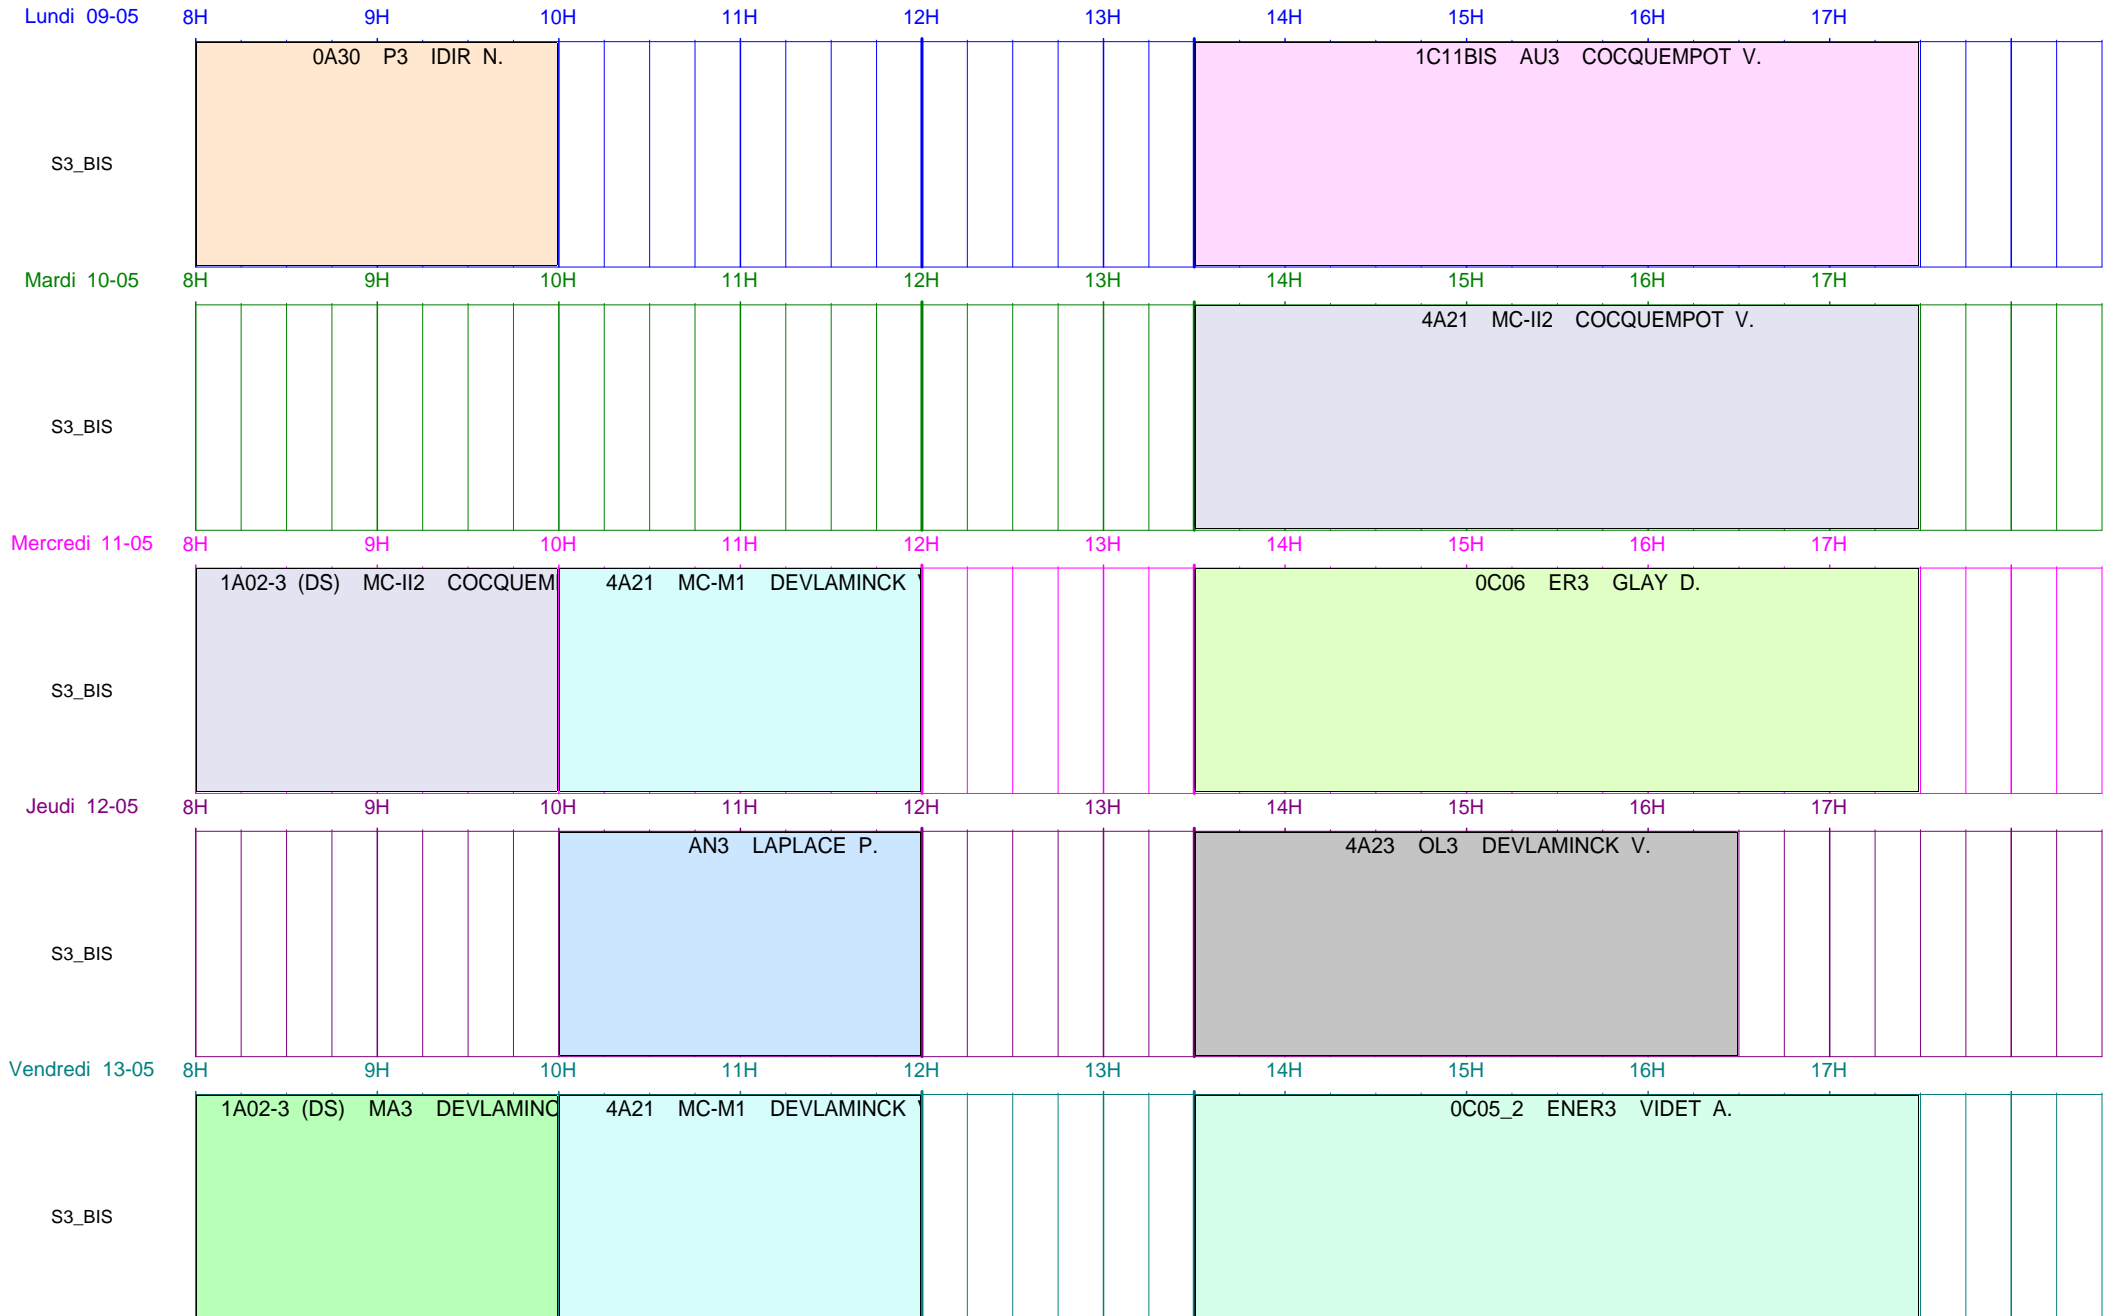 Lundi 09-05 8H 9H 10H 11H 12H 13H 14H 15H 16H 17H
0A30 P3 IDIR N. 1C11BIS AU3 COCQUEMPOT V.
S3_BIS
Mardi 10-05 8H 9H 10H 11H 12H 13H 14H 15H 16H 17H
4A21 MC-II2 COCQUEMPOT V.
S3_BIS
Mercredi 11-05 8H 9H 10H 11H 12H 13H 14H 15H 16H 17H
1A02-3 (DS) MC-II2 COCQUEM 4A21 MC-M1 DEVLAMINCK 0C06 ER3 GLAY D.
S3_BIS
Jeudi 12-05 8H 9H 10H 11H 12H 13H 14H 15H 16H 17H
AN3 LAPLACE P. 4A23 OL3 DEVLAMINCK V.
S3_BIS
Vendredi 13-05 8H 9H 10H 11H 12H 13H 14H 15H 16H 17H
1A02-3 (DS) MA3 DEVLAMINC 4A21 MC-M1 DEVLAMINCK 0C05_2 ENER3 VIDET A.
S3_BIS